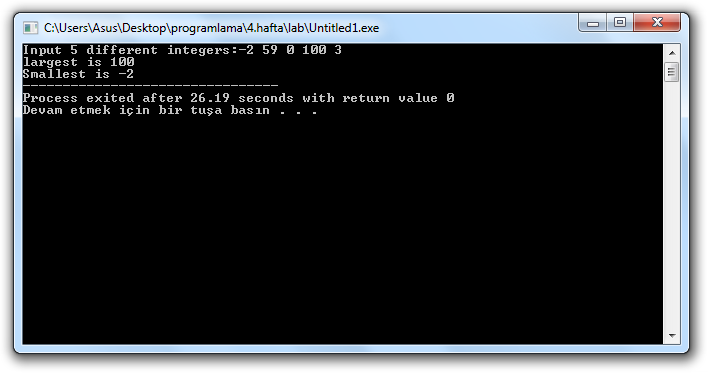 C:\Users\Asus\Desktop\programlama\4.hafta\lab\Untitled1.exe
Input 5 different integers:-2 59 0 100 3
largest is 100
Smallest is -2
--------------------------------
Process exited after 26.19 seconds with return value 0
Devam etmek için bir tuşa basın . . .